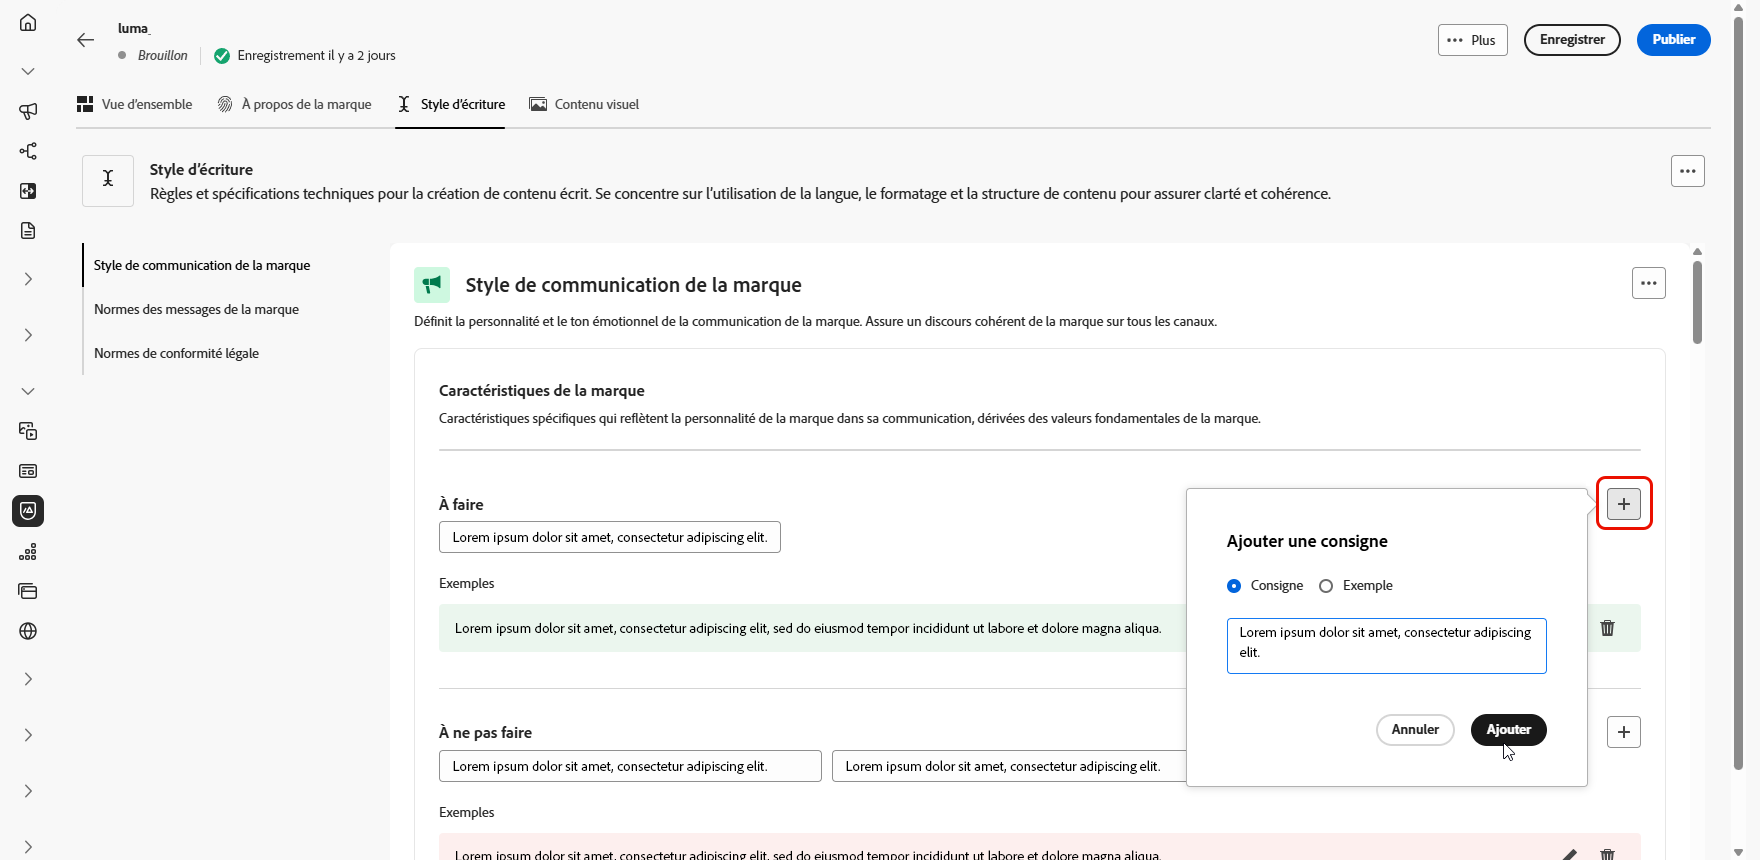 luma_
Brouillon
Enregistrement il y a 2 jours
Plus
Enregistrer
Publier
Vue d'ensemble
À propos de la marque
Style d'écriture
Contenu visuel
Style d'écriture
Règles et spécifications techniques pour la création de contenu écrit. Se concentre sur l'utilisation de la langue, le formatage et la structure de contenu pour assurer clarté et cohérence.
Style de communication de la marque
Normes des messages de la marque
Normes de conformité légale
Style de communication de la marque
Définit la personnalité et le ton émotionnel de la communication de la marque. Assure un discours cohérent de la marque sur tous les canaux.
Caractéristiques de la marque
Caractéristiques spécifiques qui reflètent la personnalité de la marque dans sa communication, dérivées des valeurs fondamentales de la marque.
À faire
Lorem ipsum dolor sit amet, consectetur adipiscing elit.
Exemples
Lorem ipsum dolor sit amet, consectetur adipiscing elit, sed do eiusmod tempor incididunt ut labore et dolore magna aliqua.
À ne pas faire
Lorem ipsum dolor sit amet, consectetur adipiscing elit.
Lorem ipsum dolor sit amet, consectetur adipiscing elit.
Exemples
Lorem ipsum dolor sit amet, consectetur adipiscing elit, sed do eiusmod tempor incididunt ut labore et dolore magna aliqua.
Ajouter une consigne
Consigne
Exemple
Lorem ipsum dolor sit amet, consectetur adipiscing
elit.
Annuler
Ajouter